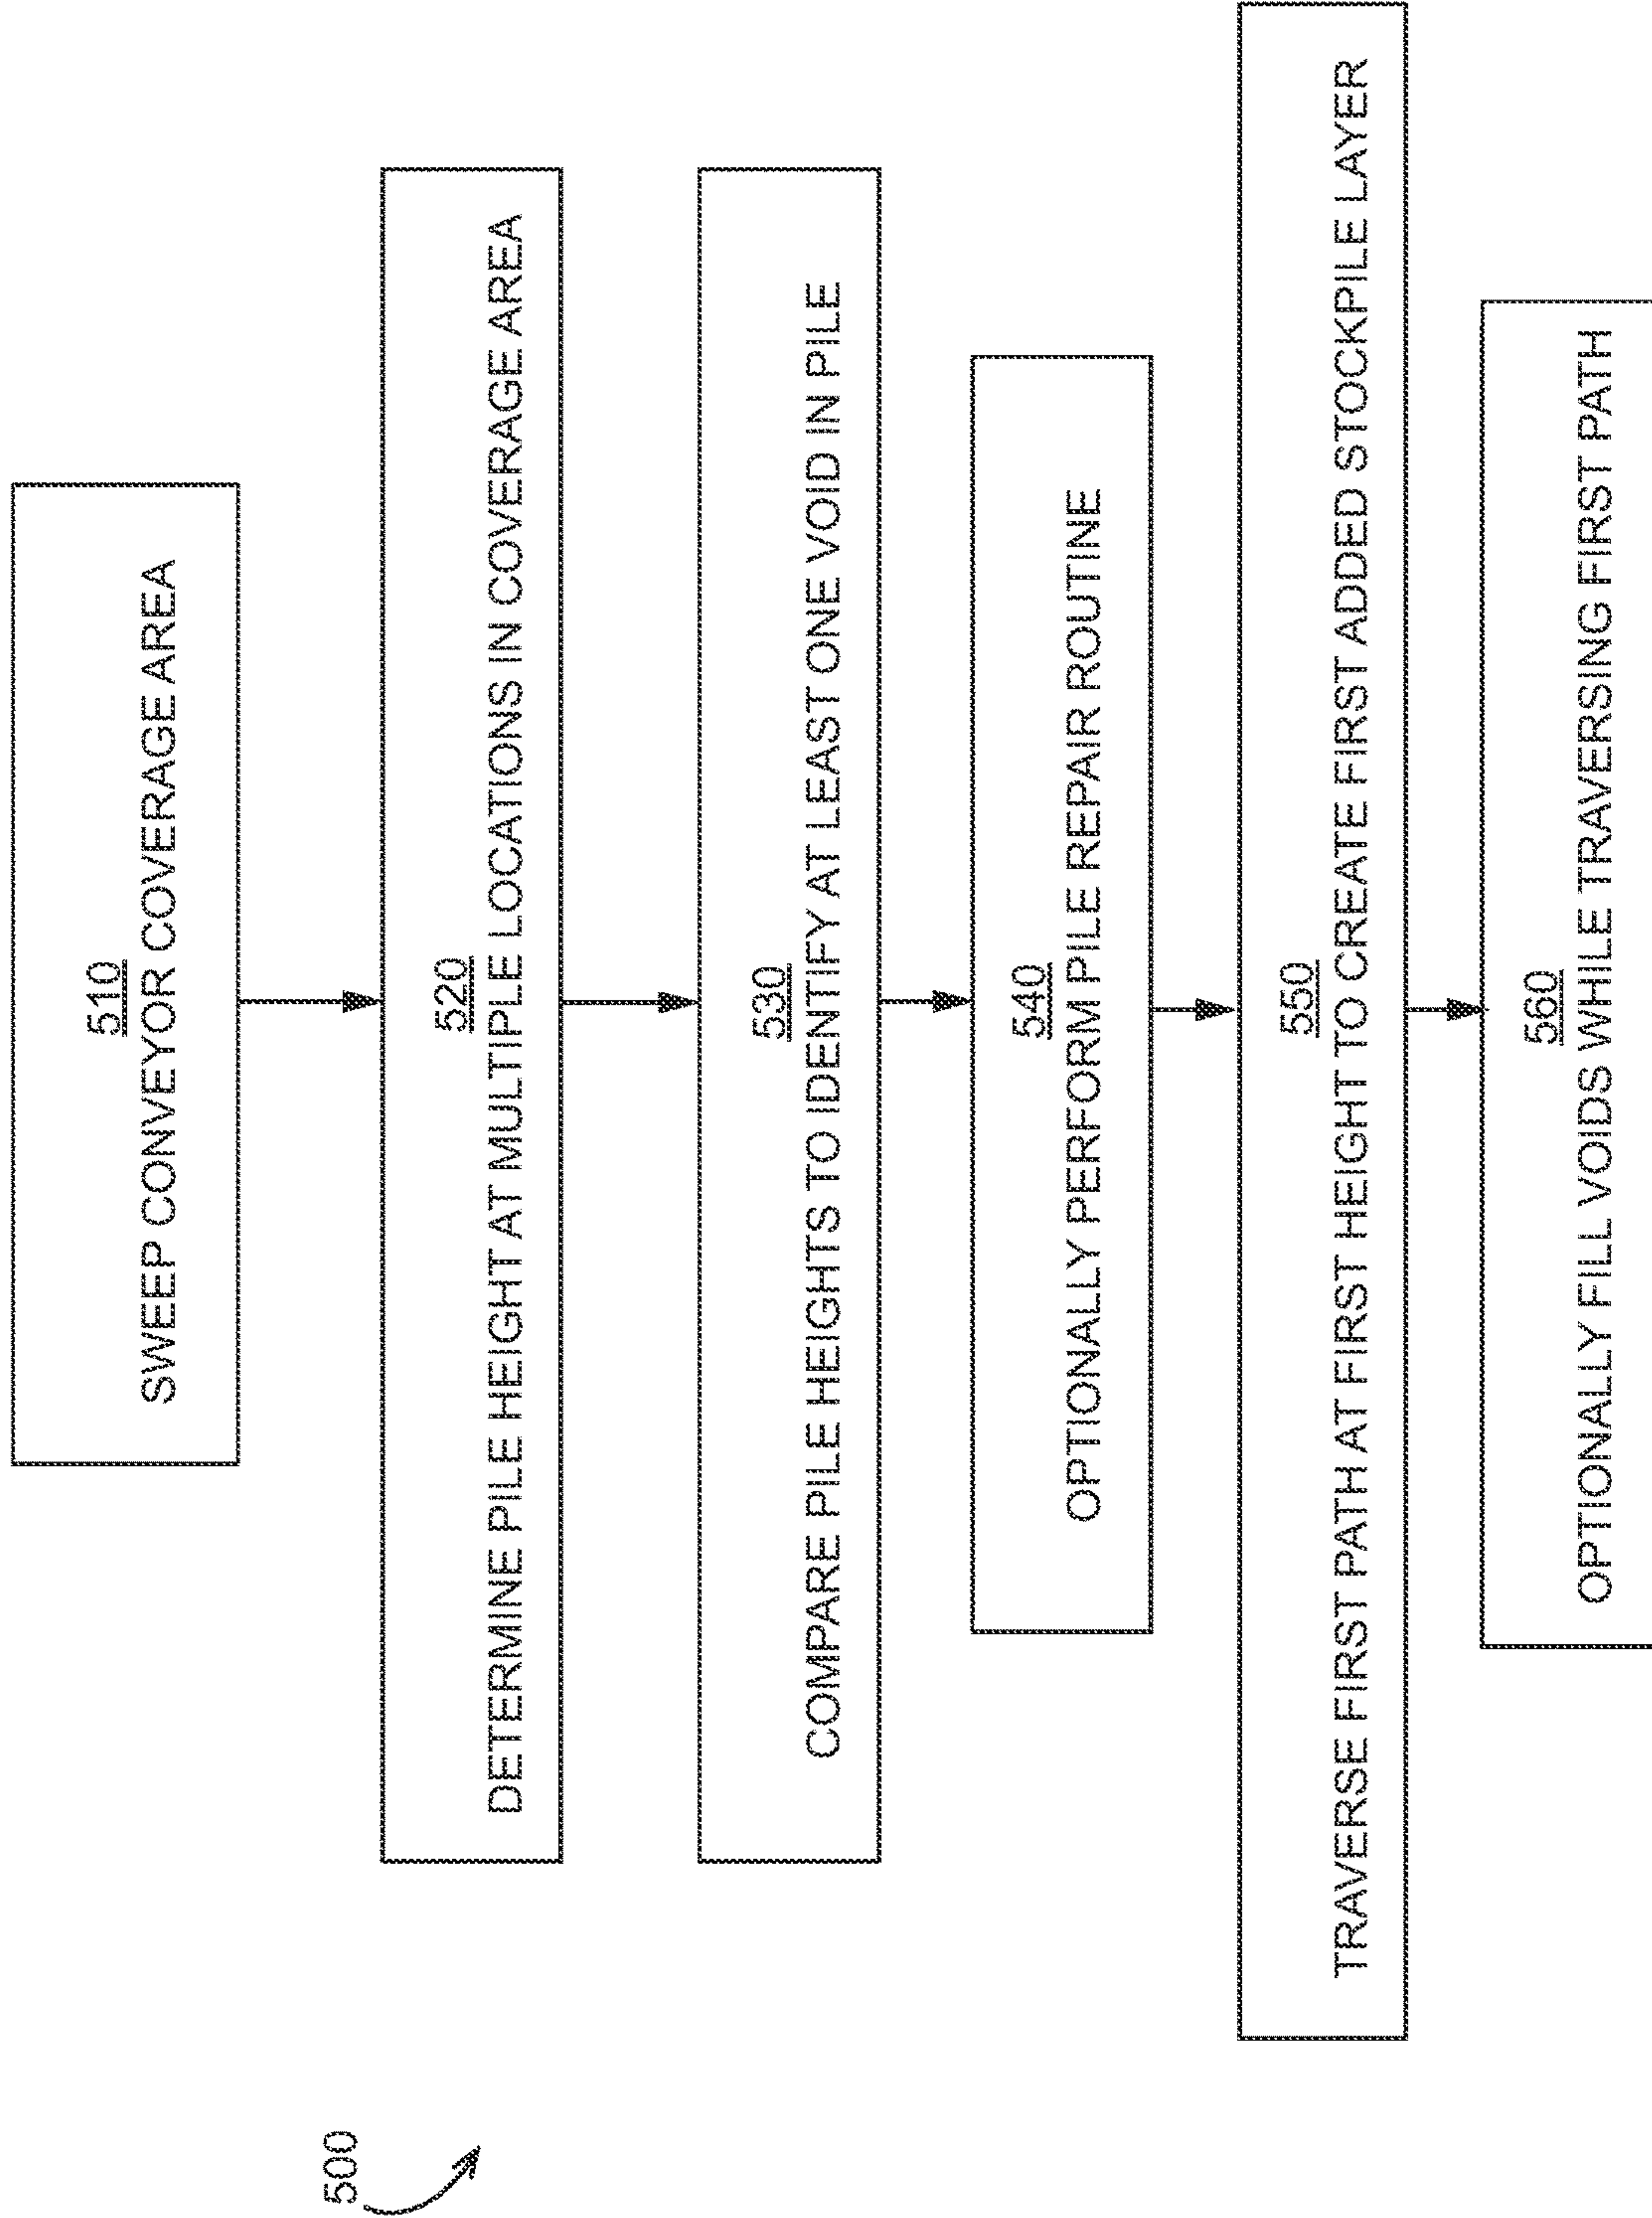 500
510
SWEEP CONVEYOR COVERAGE AREA
520
DETERMINE PILE HEIGHT AT MULTIPLE LOCATIONS IN COVERAGE AREA
530
COMPARE PILE HEIGHTS TO IDENTIFY AT LEAST ONE VOID IN PILE
540
OPTIONALLY PERFORM PILE REPAIR ROUTINE
550
TRAVERSE FIRST PATH AT FIRST HEIGHT TO CREATE FIRST ADDED STOCKPILE LAYER
560
OPTIONALLY FILL VOIDS WHILE TRAVERSING FIRST PATH